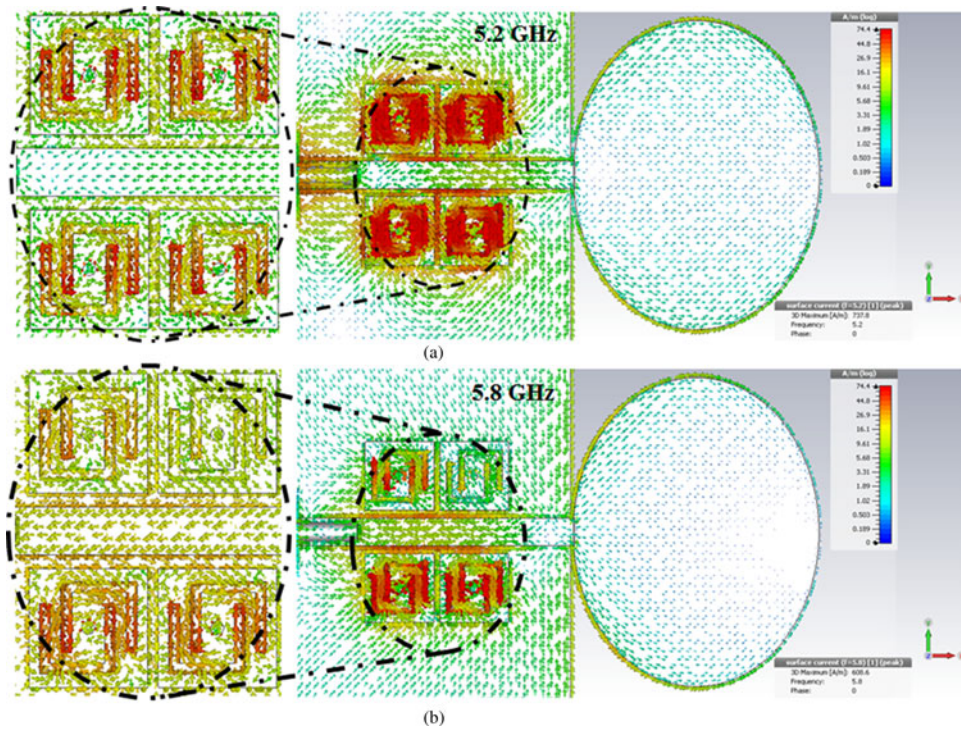 5.2 GHz
A/m (log)
74.4
44.8
26.9
16.1
9.49
5.68
3.31
1.89
1.02
0.503
0.189
0
surface current (f=5.2) [1] (peak)
3D Maximum [A/m]: 737.8
Frequency: 5.2
Phase: 0
(a)
5.8 GHz
A/m (log)
74.4
44.8
26.9
16.1
9.49
5.68
3.31
1.89
1.02
0.503
0.189
0
surface current (f=5.8) [1] (peak)
3D Maximum [A/m]: 608.6
Frequency: 5.8
Phase: 0
(b)